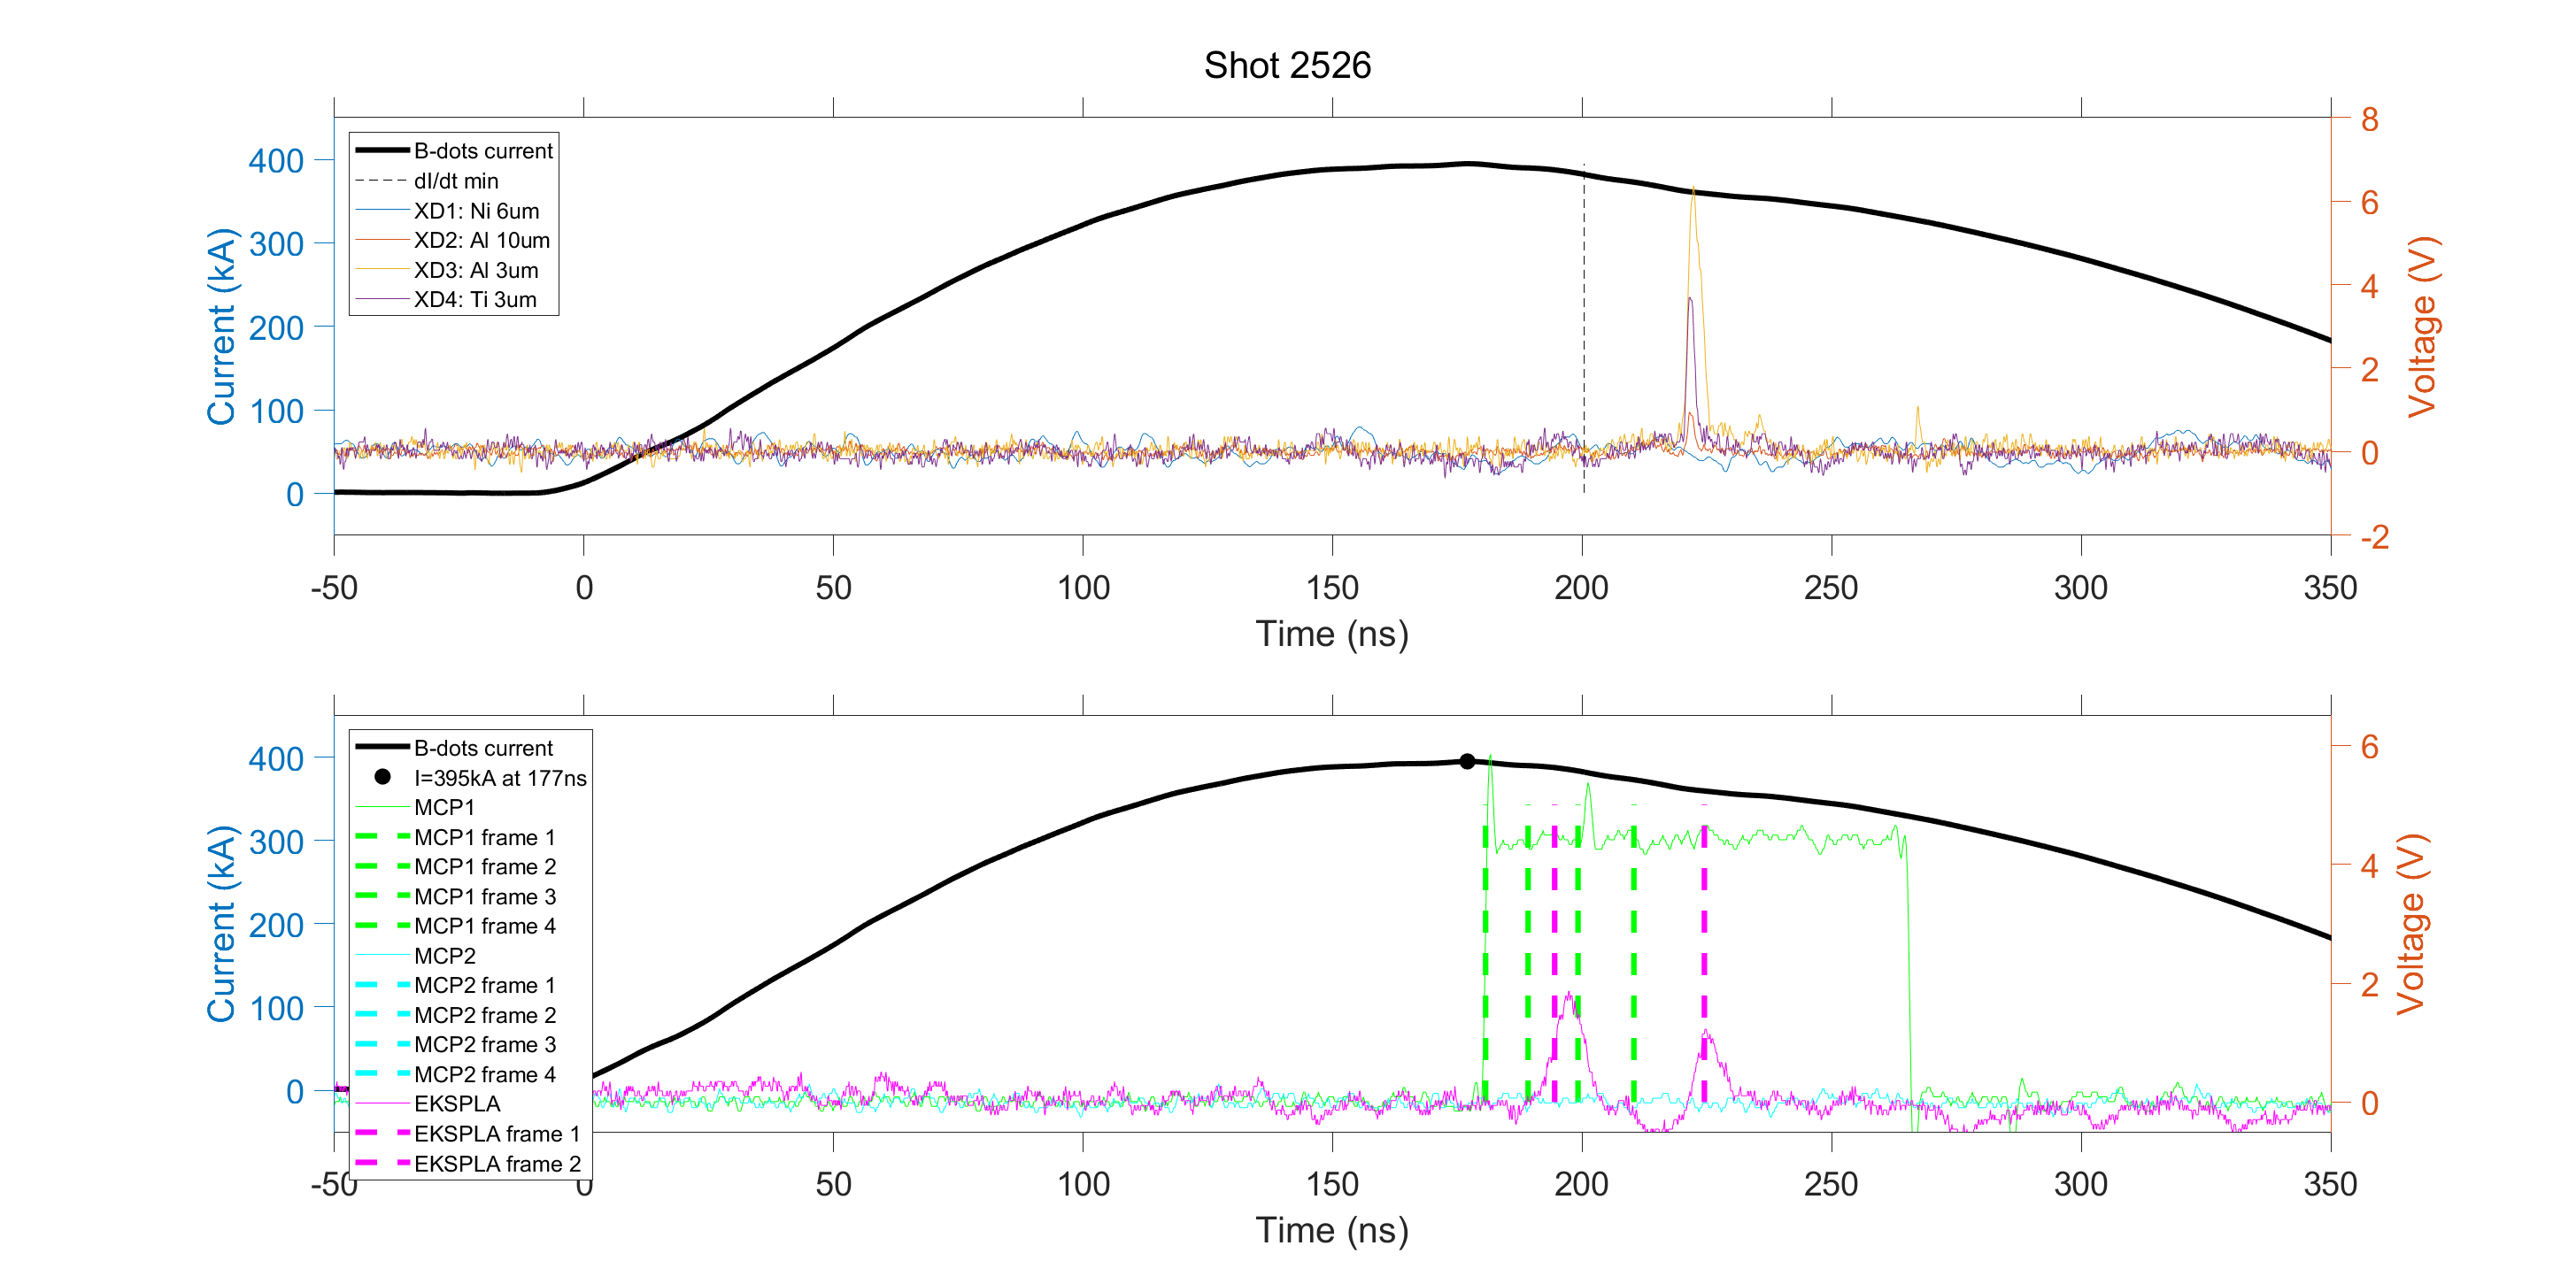 Shot 2526
B-dots current
dI/dt min
XD1: Ni 6um
XD2: Al 10um
XD3: Al 3um
XD4: Ti 3um
Current (kA)
400
300
200
100
0
8
6
4
2
0
-2
Voltage (V)
-50 0 50 100 150 200 250 300 350
Time (ns)
B-dots current
I=395kA at 177ns
MCP1
MCP1 frame 1
MCP1 frame 2
MCP1 frame 3
MCP1 frame 4
MCP2
MCP2 frame 1
MCP2 frame 2
MCP2 frame 3
MCP2 frame 4
EKSPLA
EKSPLA frame 1
EKSPLA frame 2
Current (kA)
400
300
200
100
0
6
4
2
0
Voltage (V)
-50 0 50 100 150 200 250 300 350
Time (ns)